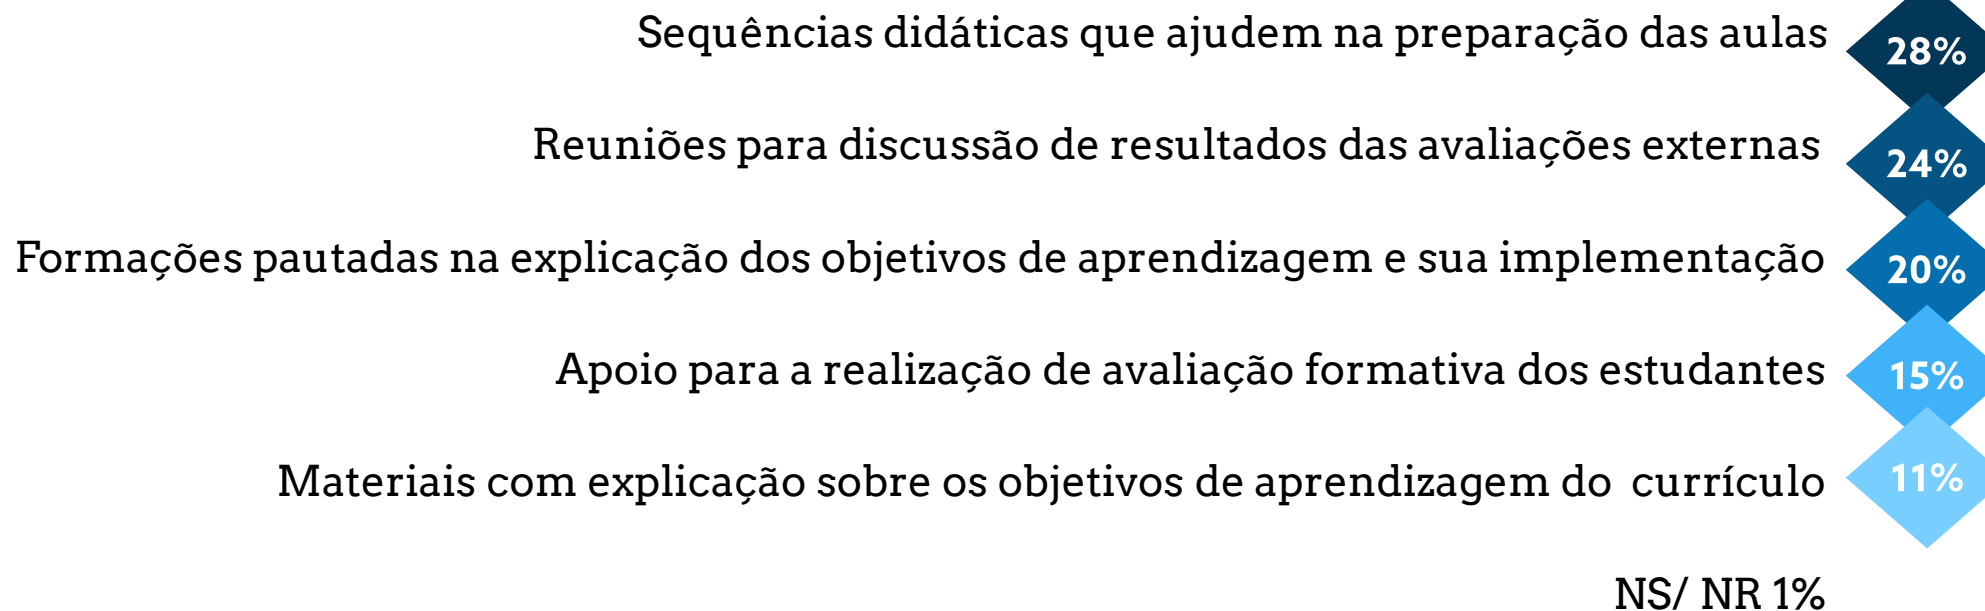 Sequências didáticas que ajudem na preparação das aulas 28%
Reuniões para discussão de resultados das avaliações externas 24%
Formações pautadas na explicação dos objetivos de aprendizagem e sua implementação 20%
Apoio para a realização de avaliação formativa dos estudantes 15%
Materiais com explicação sobre os objetivos de aprendizagem do currículo 11%
NS/ NR 1%